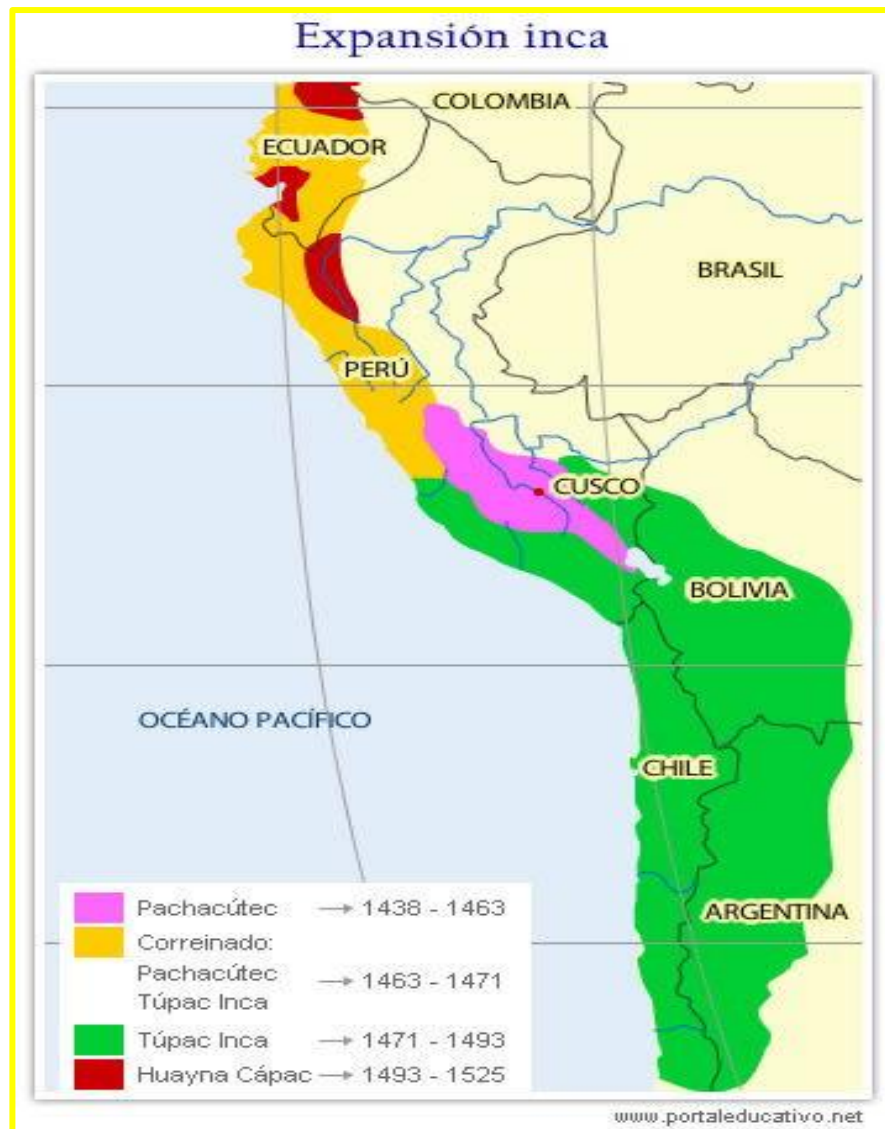 Expansión inca
COLOMBIA
ECUADOR
BRASIL
PERÚ
CUSCO
BOLIVIA
OCÉANO PACÍFICO
CHILE
ARGENTINA
Pachacútec → 1438 - 1463
Correinado:
Pachacútec
Túpac Inca → 1463 - 1471
Túpac Inca → 1471 - 1493
Huayna Cápac → 1493 - 1525
www.portaleducativo.net